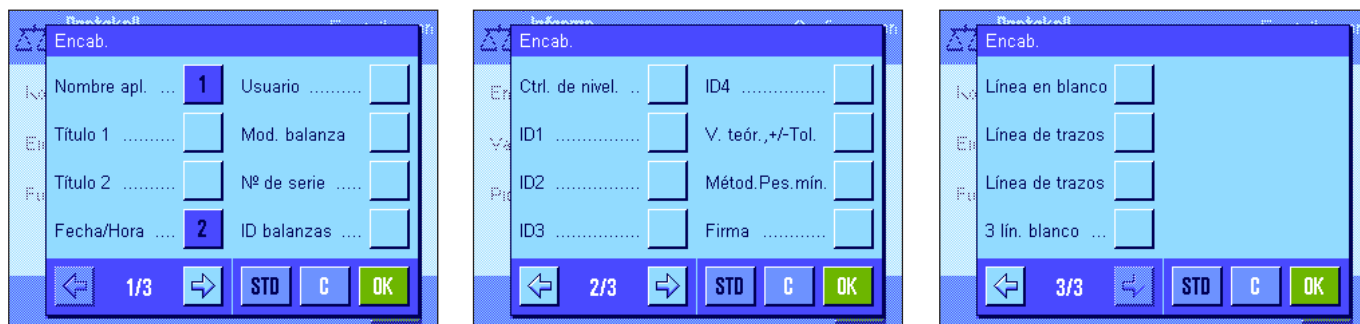 Encab.
Nombre apl. ... 1 Usuario ..........
Título 1 .......... Mod. balanza
Título 2 .......... Nº de serie .....
Fecha/Hora .... 2 ID balanzas ....
1/3 STD C OK
Encab.
Ctrl. de nivel. .. ID4 ...............
ID1 ............... V. teór.,+/-Tol.
ID2 ............... Métod.Pes.mín.
ID3 ............... Firma ...........
2/3 STD C OK
Encab.
Línea en blanco
Línea de trazos
Línea de trazos
3 lín. blanco ...
3/3 STD C OK